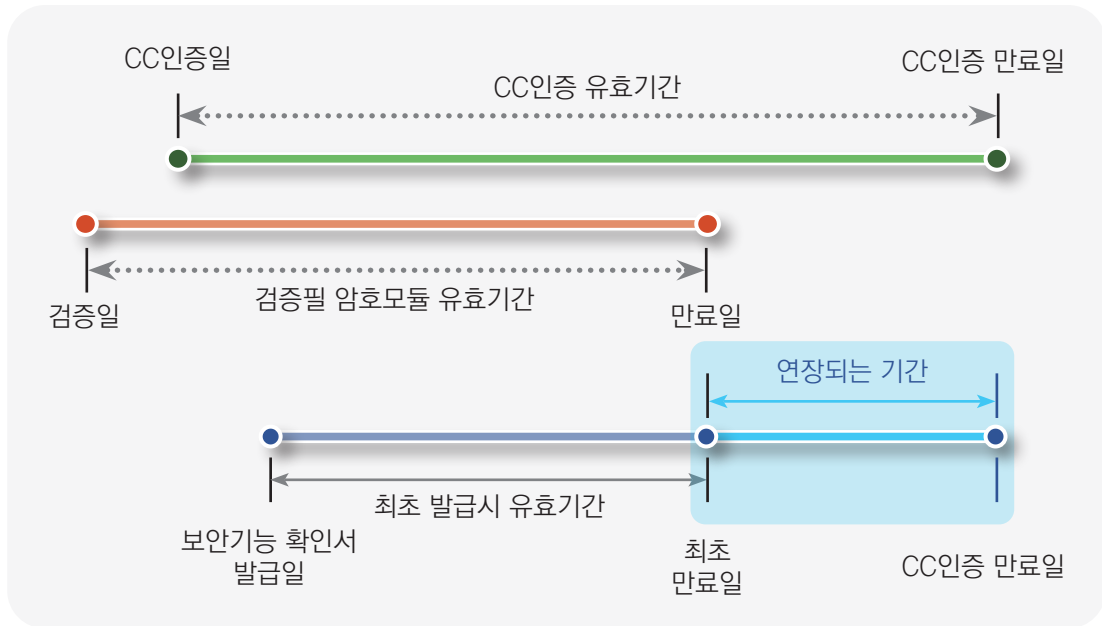 CC인증일
CC인증 만료일
CC인증 유효기간
검증필 암호모듈 유효기간
검증일
만료일
연장되는 기간
최초 발급시 유효기간
보안기능 확인서
발급일
최초
만료일
CC인증 만료일